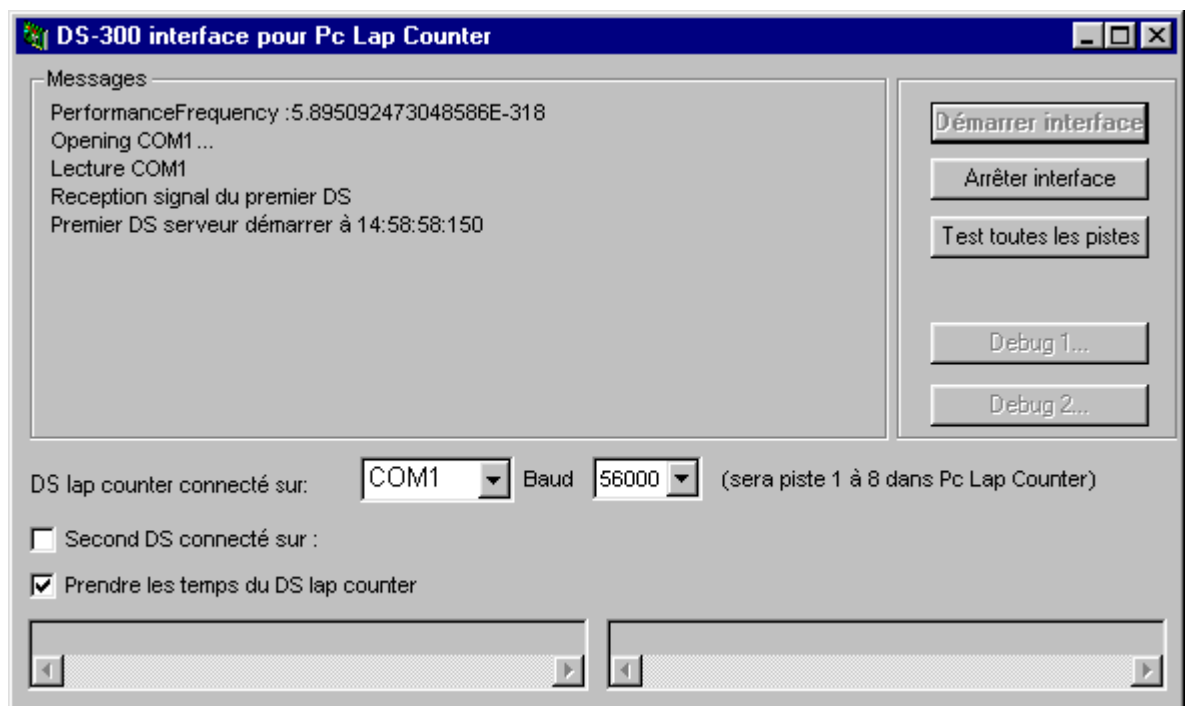 DS-300 interface pour Pc Lap Counter
Messages
PerformanceFrequency :5.895092473048586E-318
Opening COM1...
Lecture COM1
Reception signal du premier DS
Premier DS serveur démarrer à 14:58:58:150
Démarrer interface
Arrêter interface
Test toutes les pistes
Debug 1...
Debug 2...
DS lap counter connecté sur: COM1 Baud 56000 (sera piste 1 à 8 dans Pc Lap Counter)
Second DS connecté sur :
Prendre les temps du DS lap counter